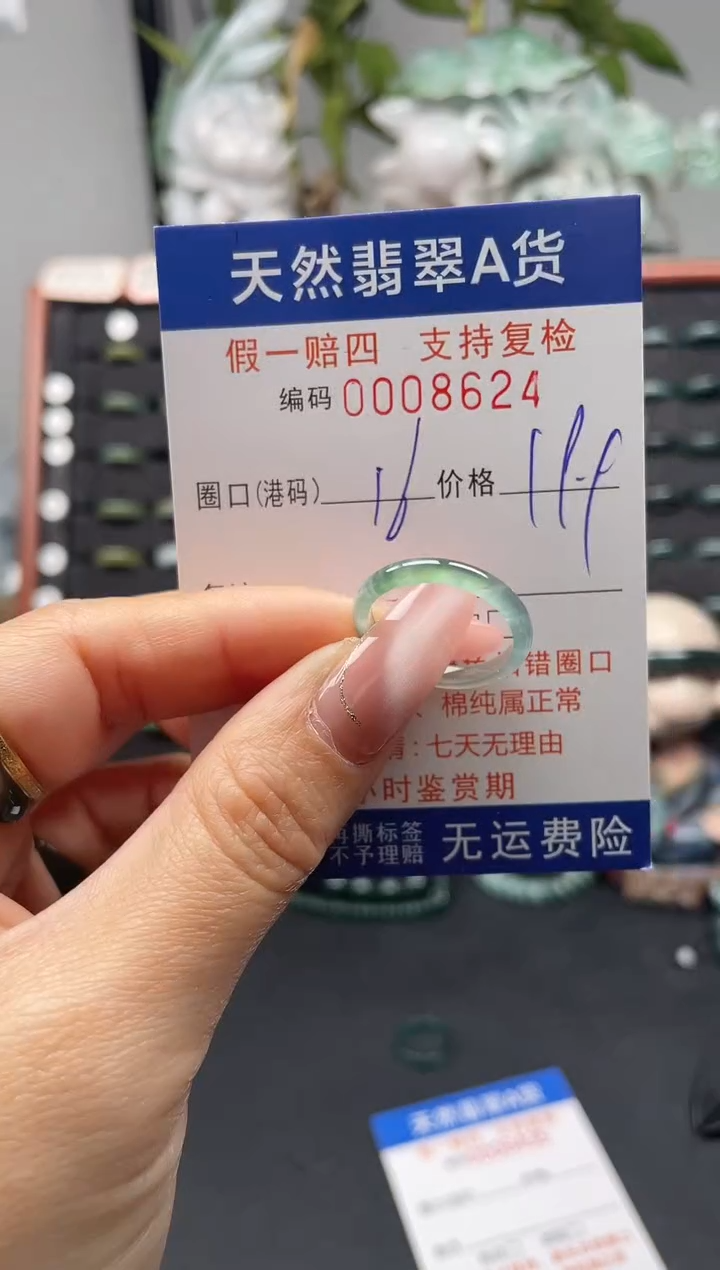 天然翡翠A货
假一赔四 支持复检
编码 0008624
圈口(港码) 16 价格
错圈口
棉纯属正常
:七天无理由
小时鉴赏期
再撕标签
不予理赔 无运费险